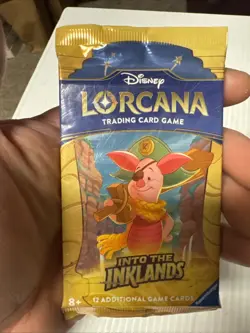 Disney
LORCANA
TRADING CARD GAME
INTO THE
INKLANDS
8+
12 ADDITIONAL GAME CARDS